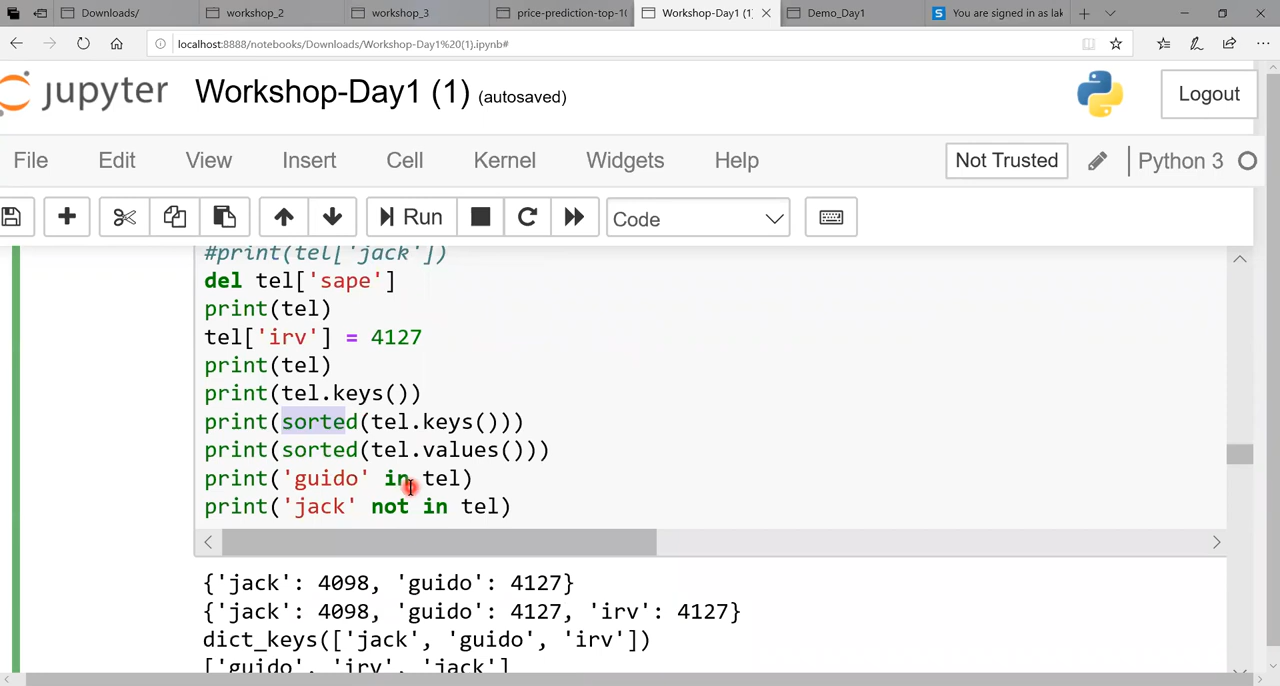 Downloads/
workshop_2
workshop_3
price-prediction-top-1(
Workshop-Day1 (1)
Demo_Day1
S You are signed in as lak
localhost:8888/notebooks/Downloads/Workshop-Day1%20(1).ipynb#
jupyter Workshop-Day1 (1) (autosaved)
Logout
File Edit View Insert Cell Kernel Widgets Help
Not Trusted
Python 3
Run
Code
#print(tel['jack'])
del tel['sape']
print(tel)
tel['irv'] = 4127
print(tel)
print(tel.keys())
print(sorted(tel.keys()))
print(sorted(tel.values()))
print('guido' in tel)
print('jack' not in tel)
{'jack': 4098, 'guido': 4127}
{'jack': 4098, 'guido': 4127, 'irv': 4127}
dict_keys(['jack', 'guido', 'irv'])
['guido', 'irv', 'jack']